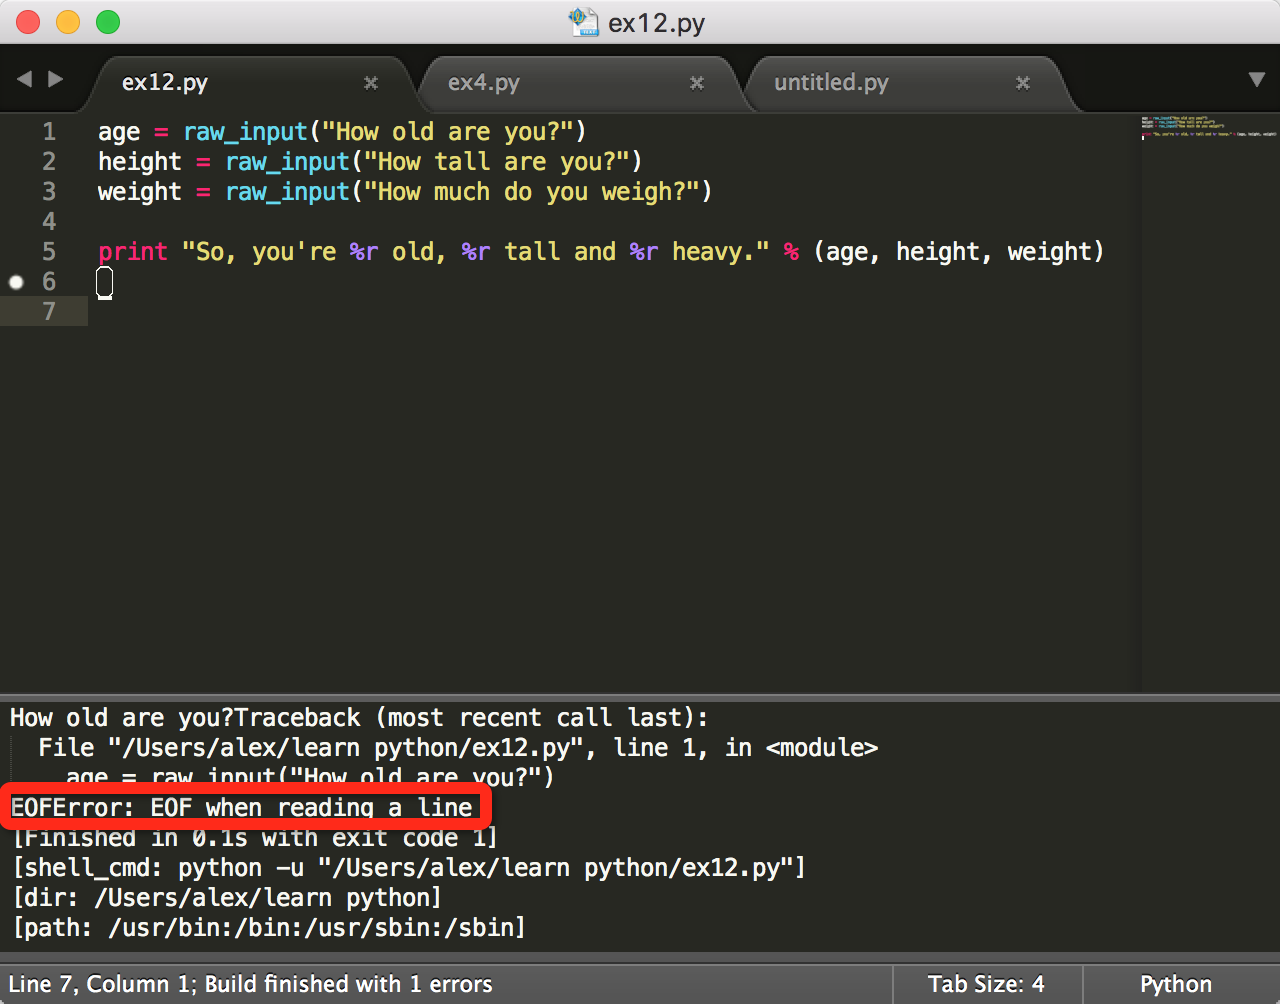 ex12.py
ex12.py ex4.py untitled.py
1 age = raw_input("How old are you?")
2 height = raw_input("How tall are you?")
3 weight = raw_input("How much do you weigh?")
4
5 print "So, you're %r old, %r tall and %r heavy." % (age, height, weight)
6
7
How old are you?Traceback (most recent call last):
File "/Users/alex/learn python/ex12.py", line 1, in <module>
age = raw_input("How old are you?")
EOFError: EOF when reading a line
[Finished in 0.1s with exit code 1]
[shell_cmd: python -u "/Users/alex/learn python/ex12.py"]
[dir: /Users/alex/learn python]
[path: /usr/bin:/bin:/usr/sbin:/sbin]
Line 7, Column 1; Build finished with 1 errors Tab Size: 4 Python